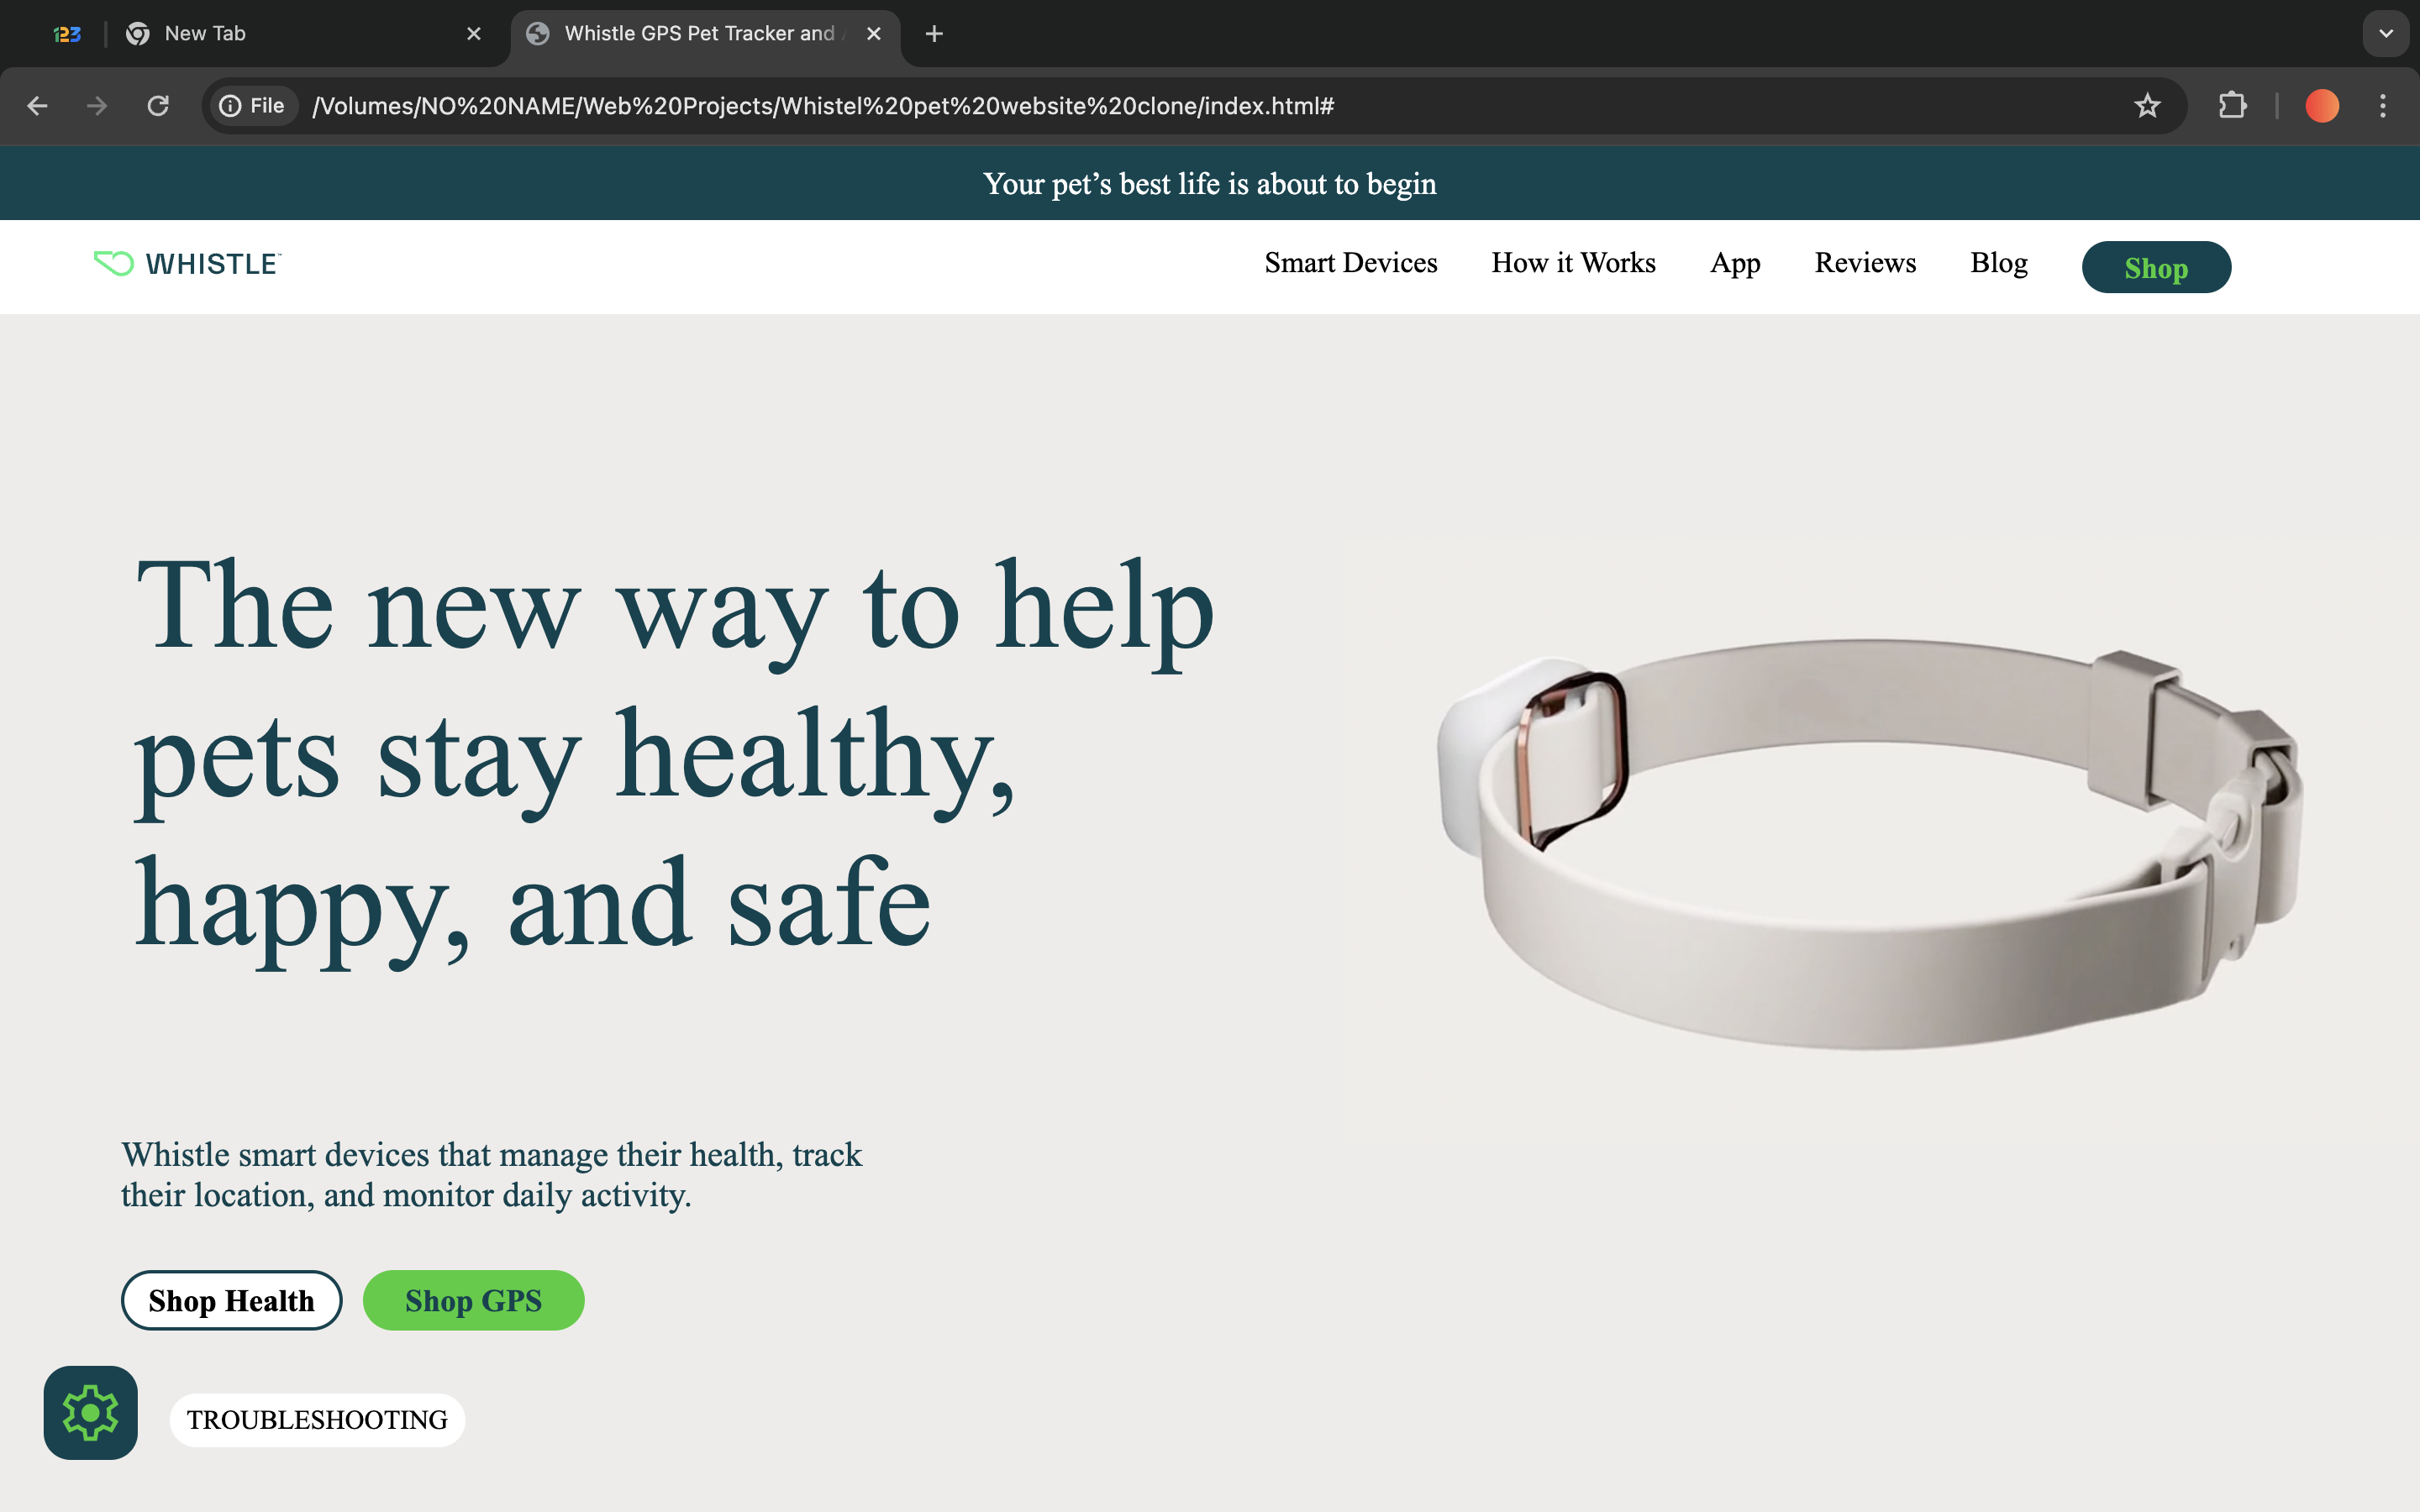 123 New Tab Whistle GPS Pet Tracker and
File /Volumes/NO%20NAME/Web%20Projects/Whistel%20pet%20website%20clone/index.html#
Your pet’s best life is about to begin
WHISTLE™ Smart Devices How it Works App Reviews Blog Shop
The new way to help
pets stay healthy,
happy, and safe
Whistle smart devices that manage their health, track
their location, and monitor daily activity.
Shop Health Shop GPS
TROUBLESHOOTING